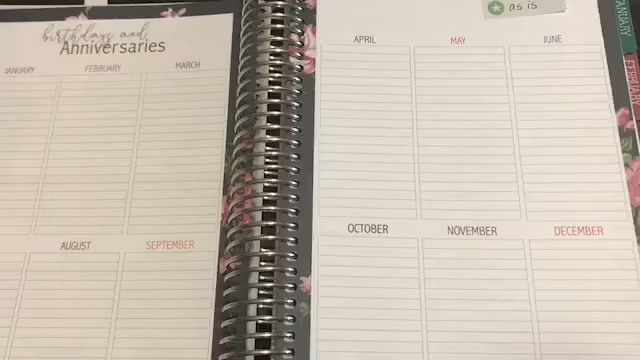 birthdays and
Anniversaries
JANUARY
FEBRUARY
MARCH
AUGUST
SEPTEMBER
as is
APRIL
MAY
JUNE
OCTOBER
NOVEMBER
DECEMBER
JANUARY
FEBRUARY